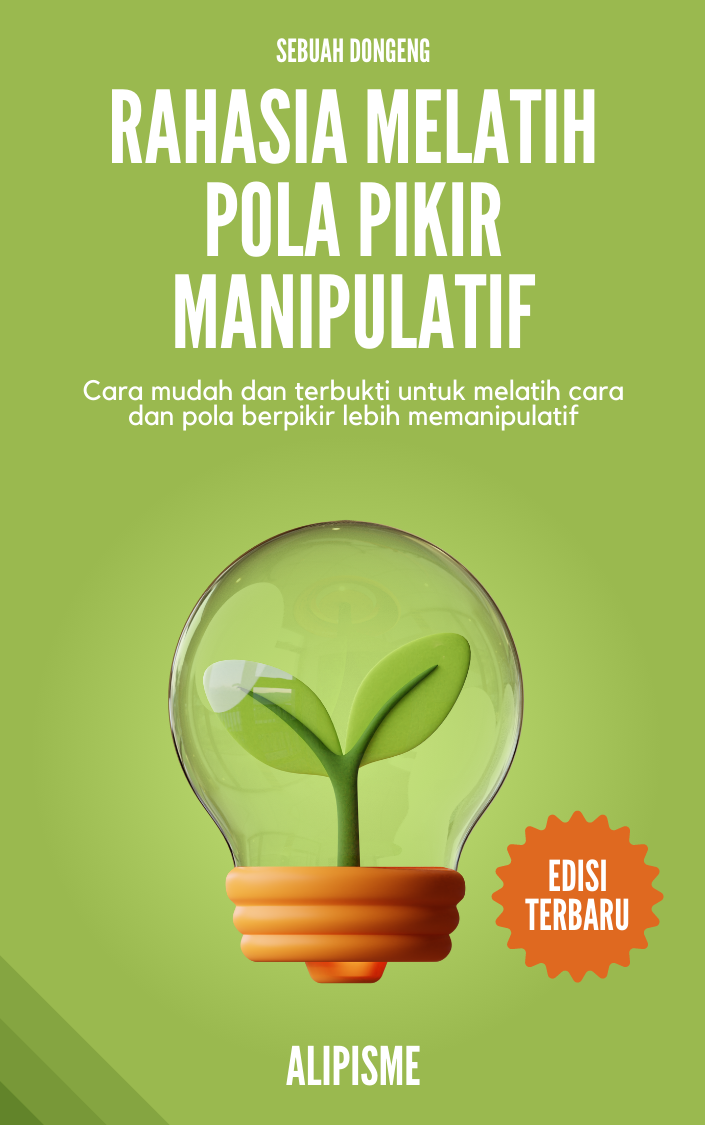 SEBUAH DONGENG
RAHASIA MELATIH
POLA PIKIR
MANIPULATIF
Cara mudah dan terbukti untuk melatih cara
dan pola berpikir lebih memanipulatif
EDISI
TERBARU
ALIPISME